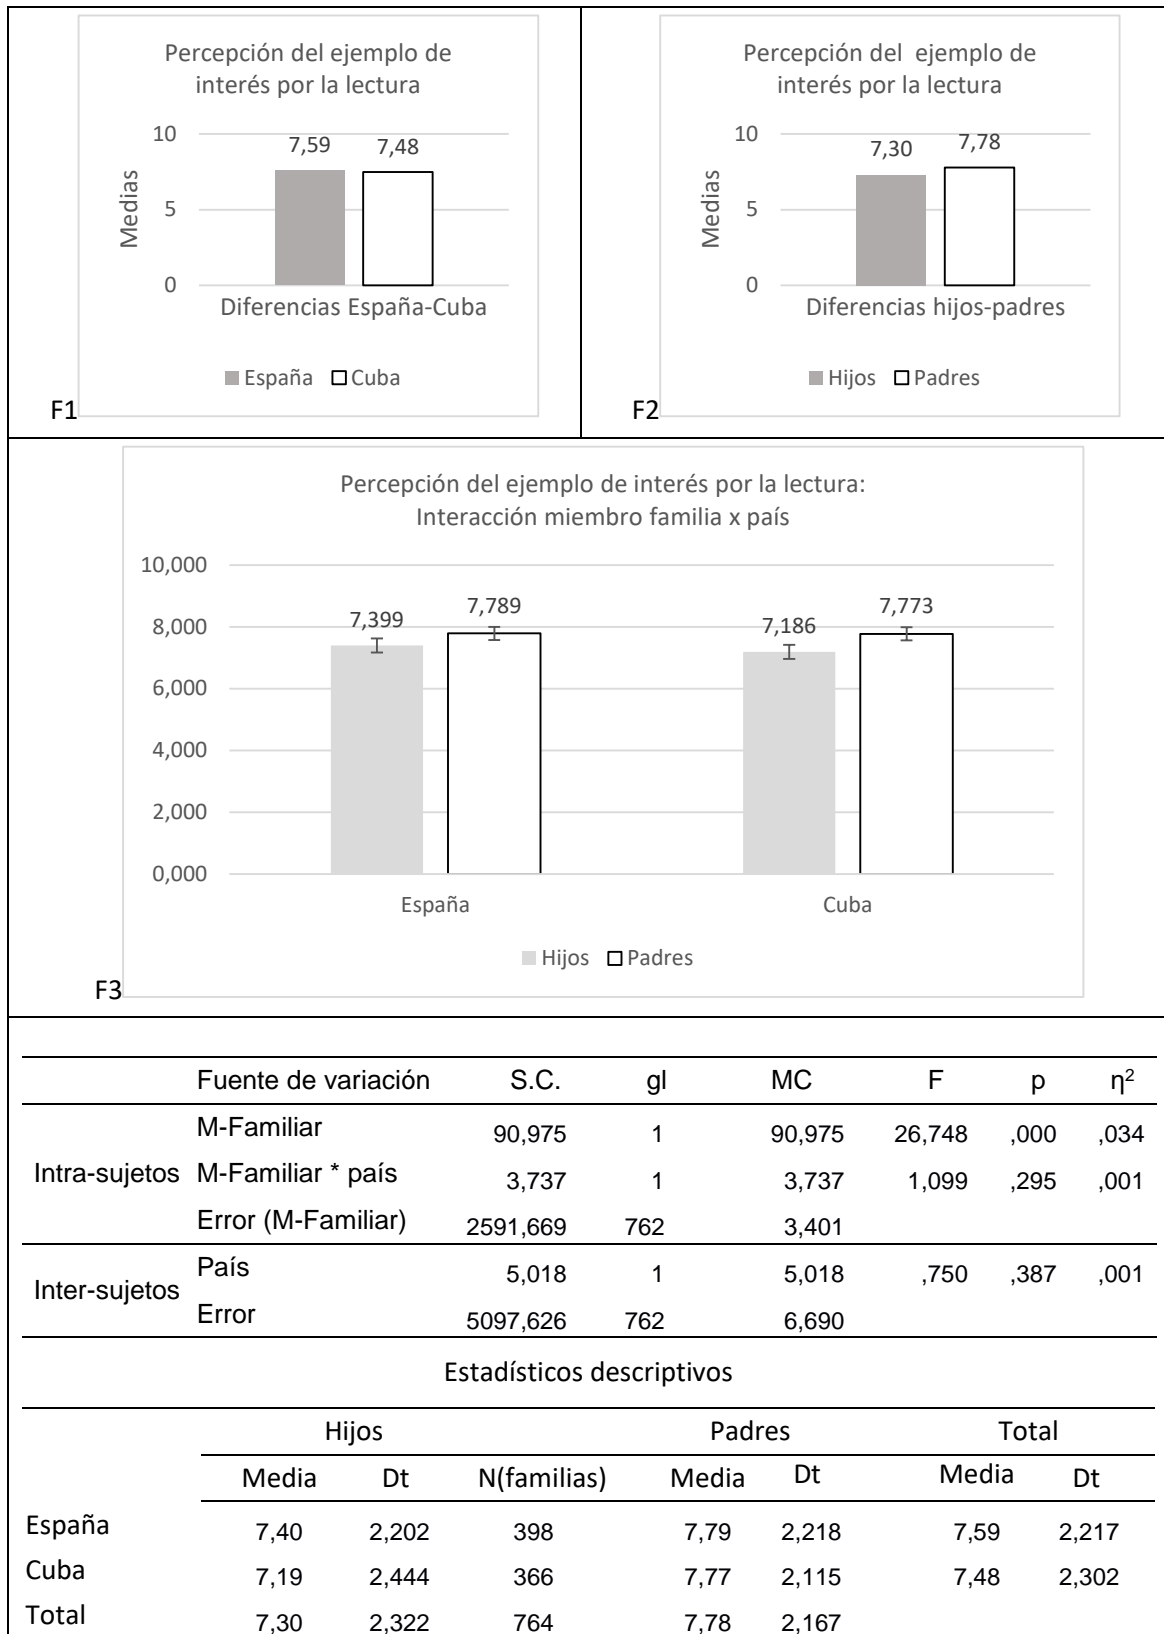 Percepción del ejemplo de
interés por la lectura
10
7,59
7,48
5
0
Medias
Diferencias España-Cuba
España Cuba
F1
Percepción del ejemplo de
interés por la lectura
10
7,30
7,78
5
0
Medias
Diferencias hijos-padres
Hijos Padres
F2
Percepción del ejemplo de interés por la lectura:
Interacción miembro familia x país
10,000
8,000
6,000
4,000
2,000
0,000
7,399
7,789
7,186
7,773
España Cuba
Hijos Padres
F3
Fuente de variación S.C. gl MC F p η²
Intra-sujetos
M-Familiar 90,975 1 90,975 26,748 ,000 ,034
M-Familiar * país 3,737 1 3,737 1,099 ,295 ,001
Error (M-Familiar) 2591,669 762 3,401
Inter-sujetos
País 5,018 1 5,018 ,750 ,387 ,001
Error 5097,626 762 6,690
Estadísticos descriptivos
Hijos Padres Total
Media Dt N(familias) Media Dt Media Dt
España 7,40 2,202 398 7,79 2,218 7,59 2,217
Cuba 7,19 2,444 366 7,77 2,115 7,48 2,302
Total 7,30 2,322 764 7,78 2,167